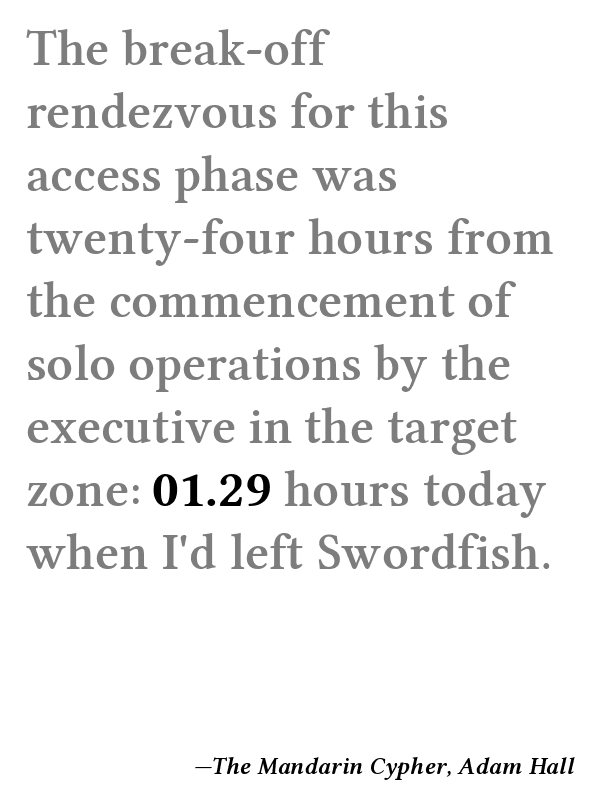 The break-off
rendezvous for this
access phase was
twenty-four hours from
the commencement of
solo operations by the
executive in the target
zone: 01.29 hours today
when I'd left Swordfish.
—The Mandarin Cypher, Adam Hall